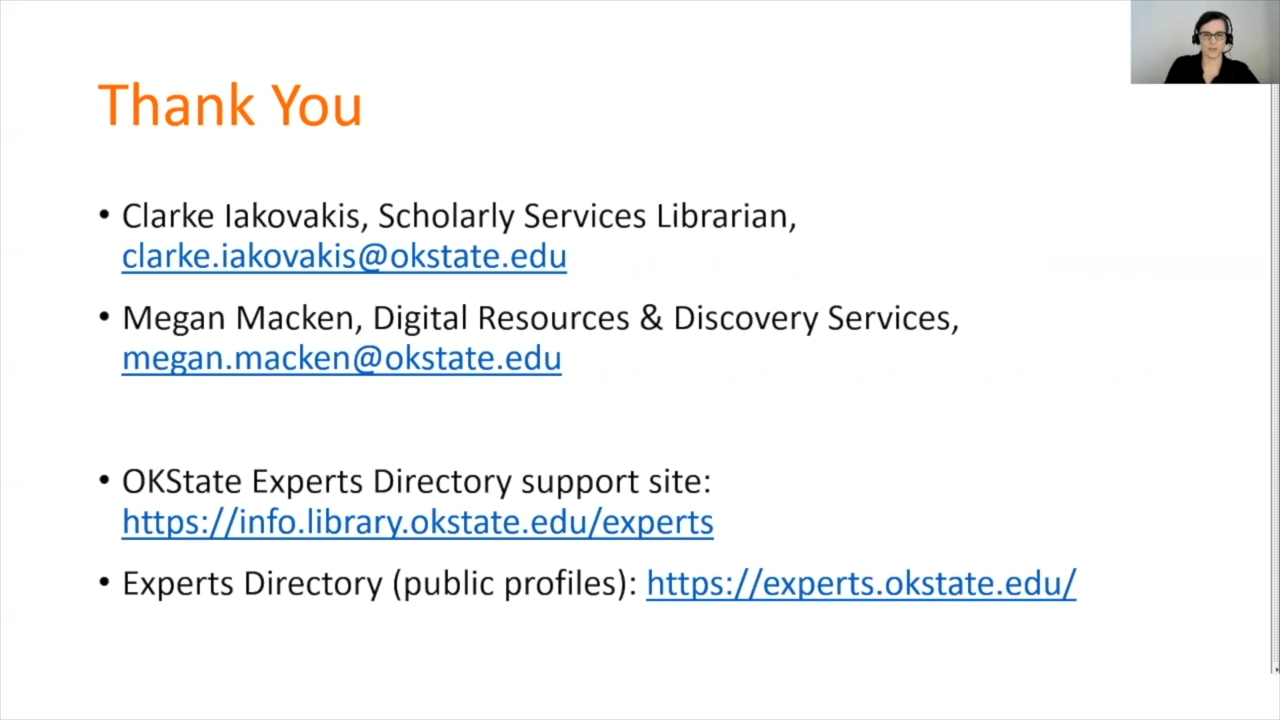 Thank You
• Clarke Iakovakis, Scholarly Services Librarian,
clarke.iakovakis@okstate.edu
• Megan Macken, Digital Resources & Discovery Services,
megan.macken@okstate.edu
• OKState Experts Directory support site:
https://info.library.okstate.edu/experts
• Experts Directory (public profiles): https://experts.okstate.edu/